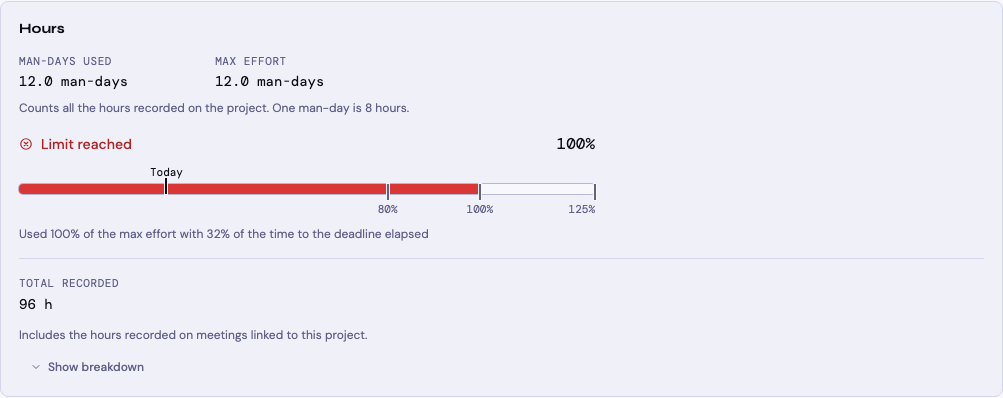 Hours
MAN-DAYS USED
MAX EFFORT
12.0 man-days
12.0 man-days
Counts all the hours recorded on the project. One man-day is 8 hours.
Limit reached
100%
Today
80%
100%
125%
Used 100% of the max effort with 32% of the time to the deadline elapsed
TOTAL RECORDED
96 h
Includes the hours recorded on meetings linked to this project.
Show breakdown